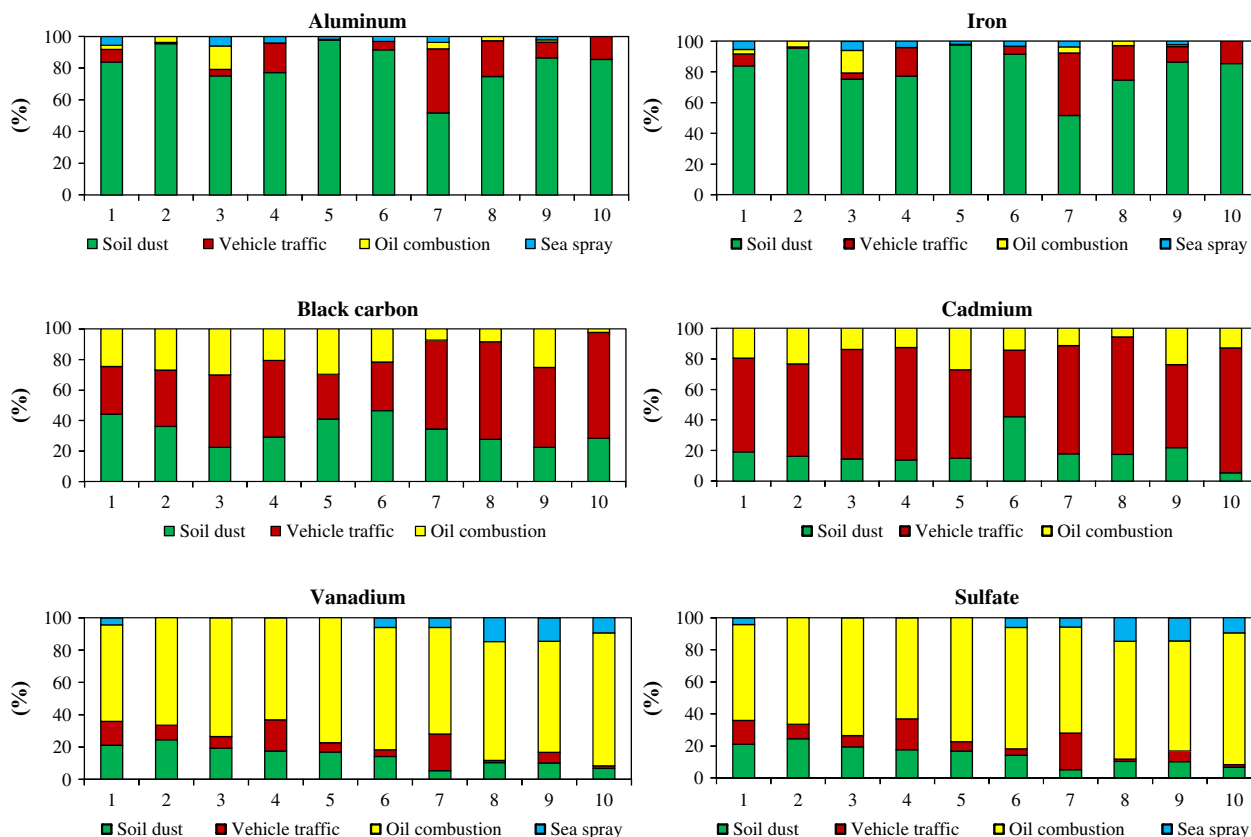 Aluminum
(%)
100
80
60
40
20
0
1 2 3 4 5 6 7 8 9 10
Soil dust Vehicle traffic Oil combustion Sea spray
Iron
(%)
100
80
60
40
20
0
1 2 3 4 5 6 7 8 9 10
Soil dust Vehicle traffic Oil combustion Sea spray
Black carbon
(%)
100
80
60
40
20
0
1 2 3 4 5 6 7 8 9 10
Soil dust Vehicle traffic Oil combustion
Cadmium
(%)
100
80
60
40
20
0
1 2 3 4 5 6 7 8 9 10
Soil dust Vehicle traffic Oil combustion
Vanadium
(%)
100
80
60
40
20
0
1 2 3 4 5 6 7 8 9 10
Soil dust Vehicle traffic Oil combustion Sea spray
Sulfate
(%)
100
80
60
40
20
0
1 2 3 4 5 6 7 8 9 10
Soil dust Vehicle traffic Oil combustion Sea spray